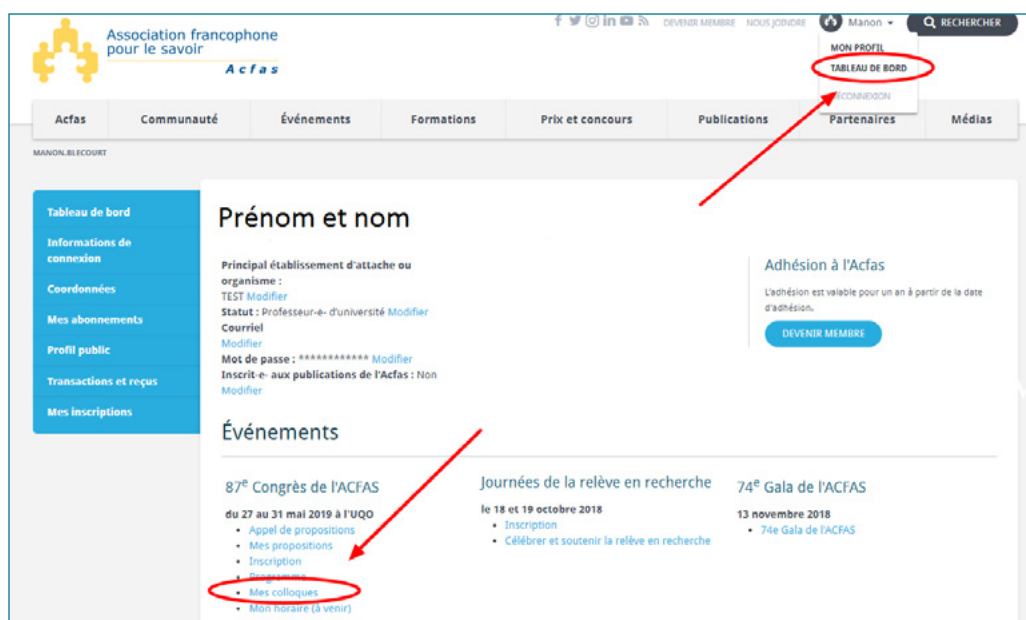 Association francophone
pour le savoir
Acfas
DEVENIR MEMBRE NOUS JOINDRE Manon RECHERCHER
MON PROFIL
TABLEAU DE BORD
DÉCONNEXION
Acfas Communauté Événements Formations Prix et concours Publications Partenaires Médias
MANON.BLECOURT
Tableau de bord
Informations de
connexion
Coordonnées
Mes abonnements
Profil public
Transactions et reçus
Mes inscriptions
Prénom et nom
Principal établissement d'attache ou
organisme :
TEST Modifier
Statut : Professeur-e- d'université Modifier
Courriel
Modifier
Mot de passe : ************ Modifier
Inscrit-e- aux publications de l'Acfas : Non
Modifier
Adhésion à l'Acfas
L'adhésion est valable pour un an à partir de la date
d'adhésion.
DEVENIR MEMBRE
Événements
87e Congrès de l'ACFAS
du 27 au 31 mai 2019 à l'UQO
Appel de propositions
Mes propositions
Inscription
Programme
Mes colloques
Mon horaire (à venir)
Journées de la relève en recherche
le 18 et 19 octobre 2018
Inscription
Célébrer et soutenir la relève en recherche
74e Gala de l'ACFAS
13 novembre 2018
74e Gala de l'ACFAS